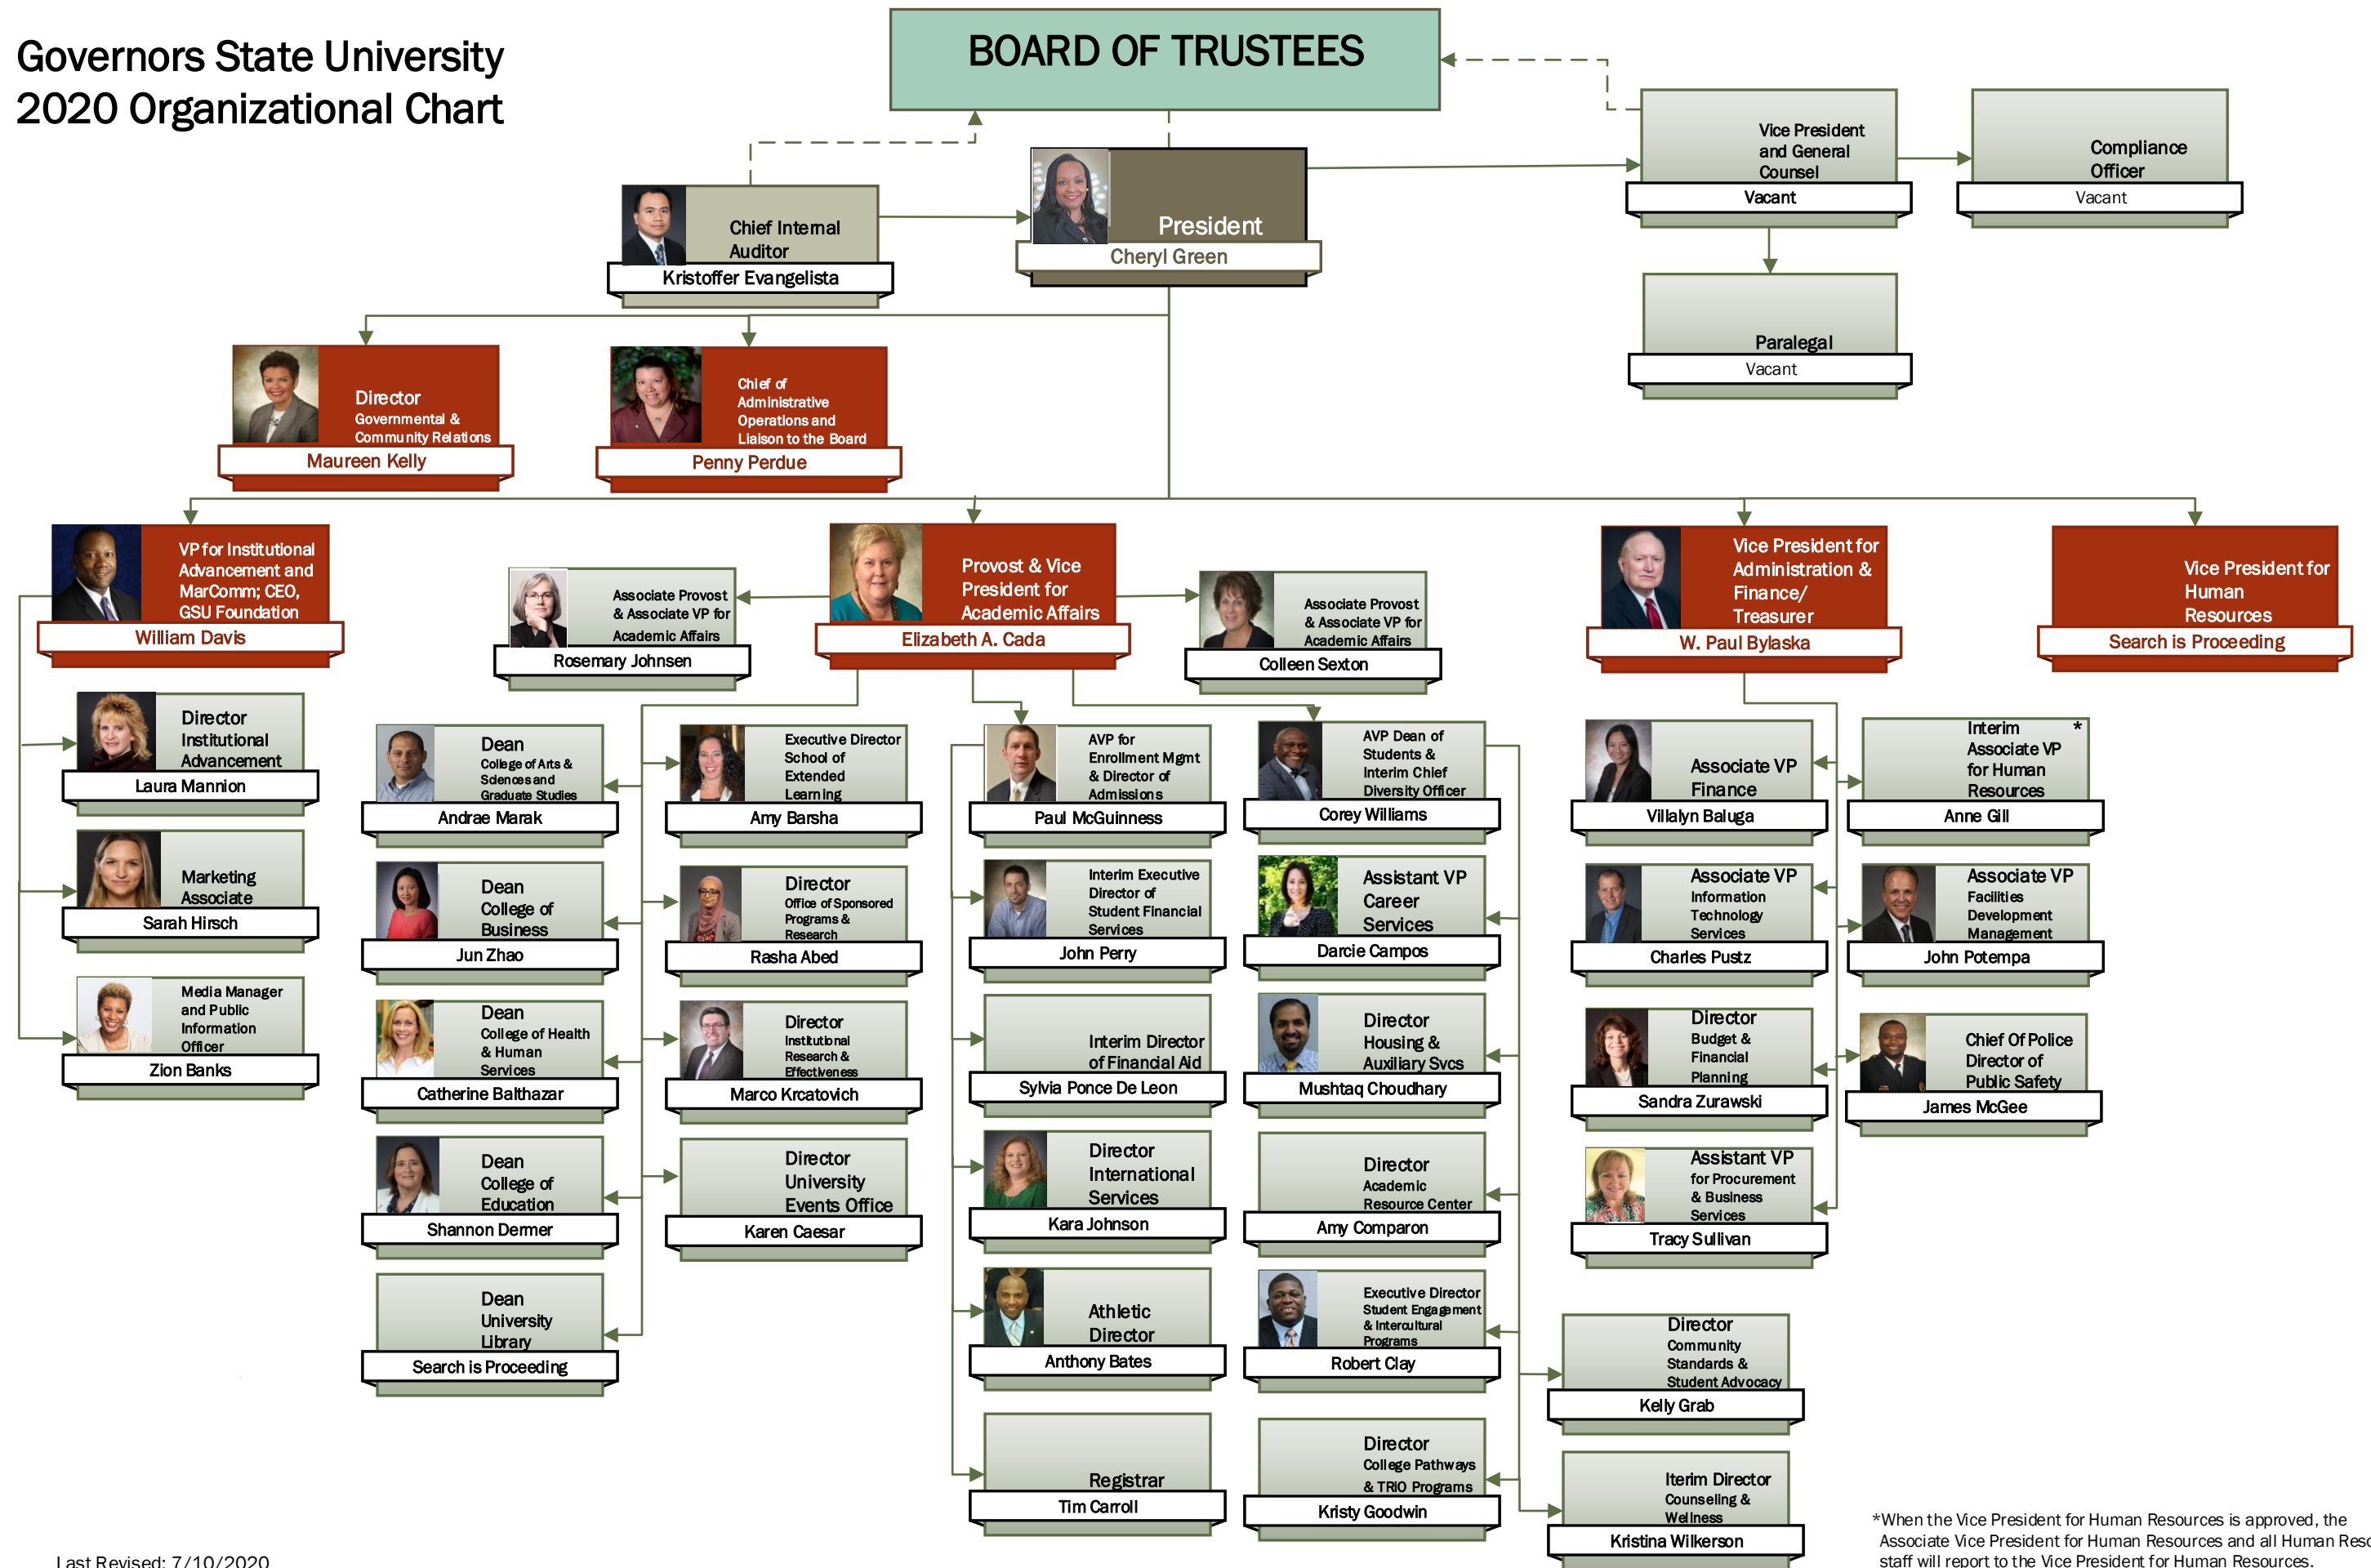 Governors State University
2020 Organizational Chart
BOARD OF TRUSTEES
Vice President
and General
Counsel
Vacant
Compliance
Officer
Vacant
Chief Internal
Auditor
Kristoffer Evangelista
President
Cheryl Green
Paralegal
Vacant
Director
Governmental &
Community Relations
Maureen Kelly
Chief of
Administrative
Operations and
Liaison to the Board
Penny Perdue
VP for Institutional
Advancement and
MarComm; CEO,
GSU Foundation
William Davis
Associate Provost
& Associate VP for
Academic Affairs
Rosemary Johnsen
Provost & Vice
President for
Academic Affairs
Elizabeth A. Cada
Associate Provost
& Associate VP for
Academic Affairs
Colleen Sexton
Vice President for
Administration &
Finance/
Treasurer
W. Paul Bylaska
Vice President for
Human
Resources
Search is Proceeding
Director
Institutional
Advancement
Laura Mannion
Marketing
Associate
Sarah Hirsch
Media Manager
and Public
Information
Officer
Zion Banks
Dean
College of Arts &
Sciences and
Graduate Studies
Andrae Marak
Dean
College of
Business
Jun Zhao
Dean
College of Health
& Human
Services
Catherine Balthazar
Dean
College of
Education
Shannon Dermer
Dean
University
Library
Search is Proceeding
Executive Director
School of
Extended
Learning
Amy Barsha
Director
Office of Sponsored
Programs &
Research
Rasha Abed
Director
Institutional
Research &
Effectiveness
Marco Krcatovich
Director
University
Events Office
Karen Caesar
AVP for
Enrollment Mgmt
& Director of
Admissions
Paul McGuinness
Interim Executive
Director of
Student Financial
Services
John Perry
Interim Director
of Financial Aid
Sylvia Ponce De Leon
Director
International
Services
Kara Johnson
Athletic
Director
Anthony Bates
Registrar
Tim Carroll
AVP Dean of
Students &
Interim Chief
Diversity Officer
Corey Williams
Assistant VP
Career
Services
Darcie Campos
Director
Housing &
Auxiliary Svcs
Mushtaq Choudhary
Director
Academic
Resource Center
Amy Comparon
Executive Director
Student Engagement
& Intercultural
Programs
Robert Clay
Director
College Pathways
& TRiO Programs
Kristy Goodwin
Director
Community
Standards &
Student Advocacy
Kelly Grab
Iterim Director
Counseling &
Wellness
Kristina Wilkerson
Associate VP
Finance
Villalyn Baluga
Associate VP
Information
Technology
Services
Charles Pustz
Director
Budget &
Financial
Planning
Sandra Zurawski
Assistant VP
for Procurement
& Business
Services
Tracy Sullivan
Interim *
Associate VP
for Human
Resources
Anne Gill
Associate VP
Facilities
Development
Management
John Potempa
Chief Of Police
Director of
Public Safety
James McGee
*When the Vice President for Human Resources is approved, the
Associate Vice President for Human Resources and all Human Reso
staff will report to the Vice President for Human Resources.
Last Revised: 7/10/2020